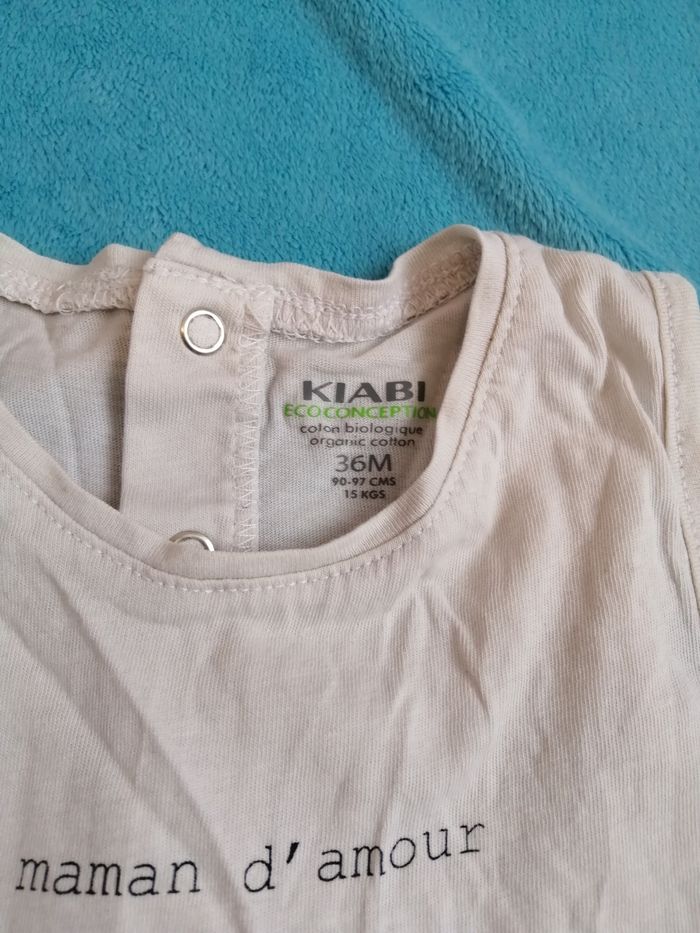 KIABI
ECOCONCEPTION
coton biologique
organic cotton
36M
90-97 CMS
15 KGS
maman d'amour